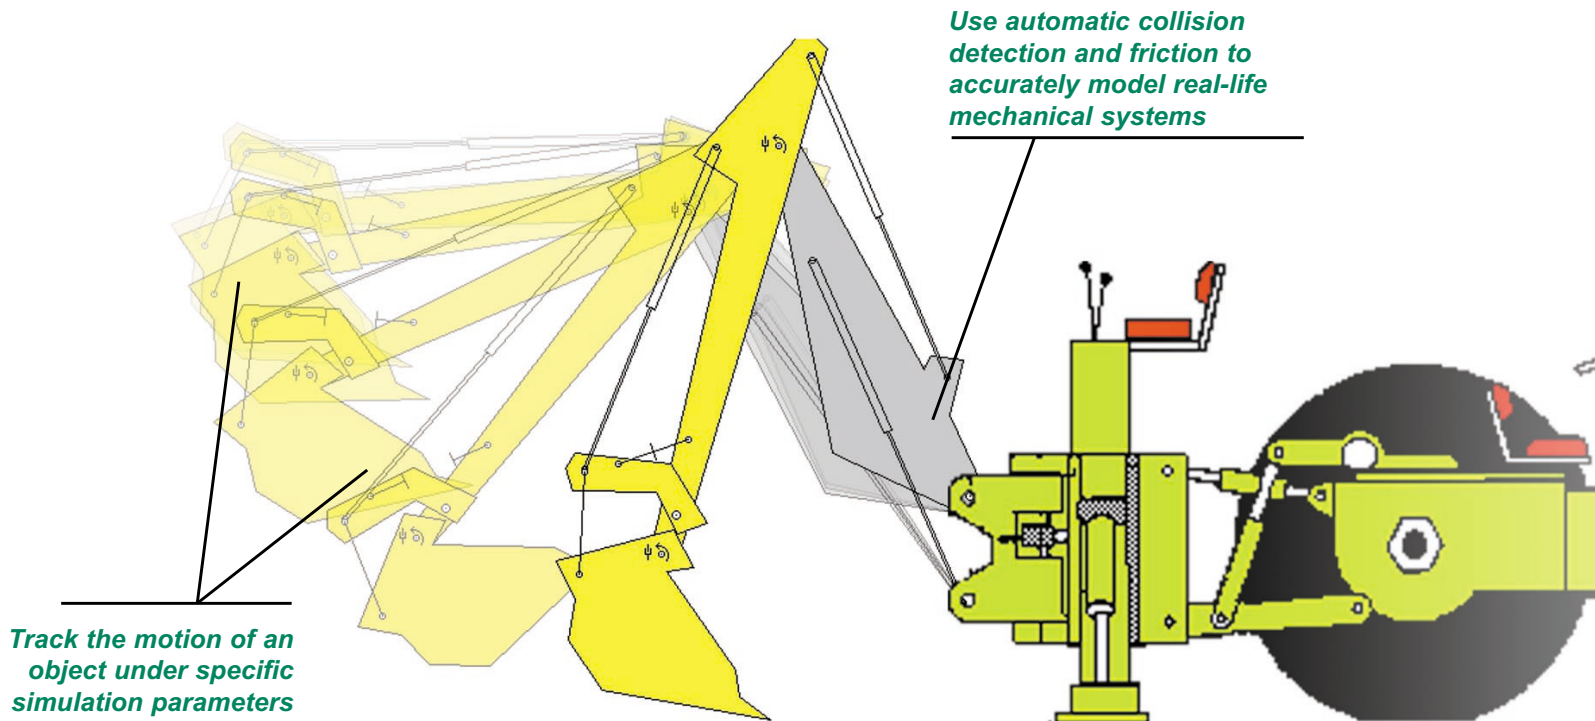 Use automatic collision
detection and friction to
accurately model real-life
mechanical systems
Track the motion of an
object under specific
simulation parameters